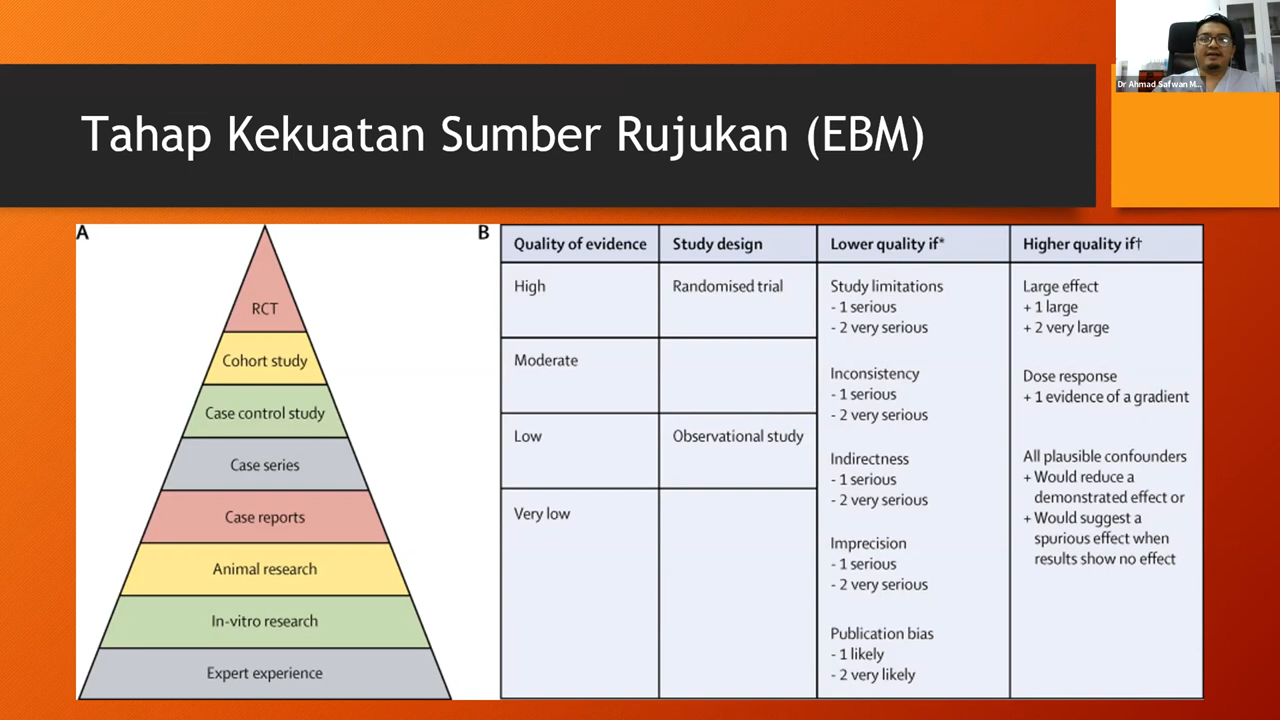 Dr Ahmad Safwan M...
Tahap Kekuatan Sumber Rujukan (EBM)
A
RCT
Cohort study
Case control study
Case series
Case reports
Animal research
In-vitro research
Expert experience
B
Quality of evidence
Study design
Lower quality if*
Higher quality if†
High
Randomised trial
Moderate
Low
Observational study
Very low
Study limitations
- 1 serious
- 2 very serious
Inconsistency
- 1 serious
- 2 very serious
Indirectness
- 1 serious
- 2 very serious
Imprecision
- 1 serious
- 2 very serious
Publication bias
- 1 likely
- 2 very likely
Large effect
+ 1 large
+ 2 very large
Dose response
+ 1 evidence of a gradient
All plausible confounders
+ Would reduce a
demonstrated effect or
+ Would suggest a
spurious effect when
results show no effect